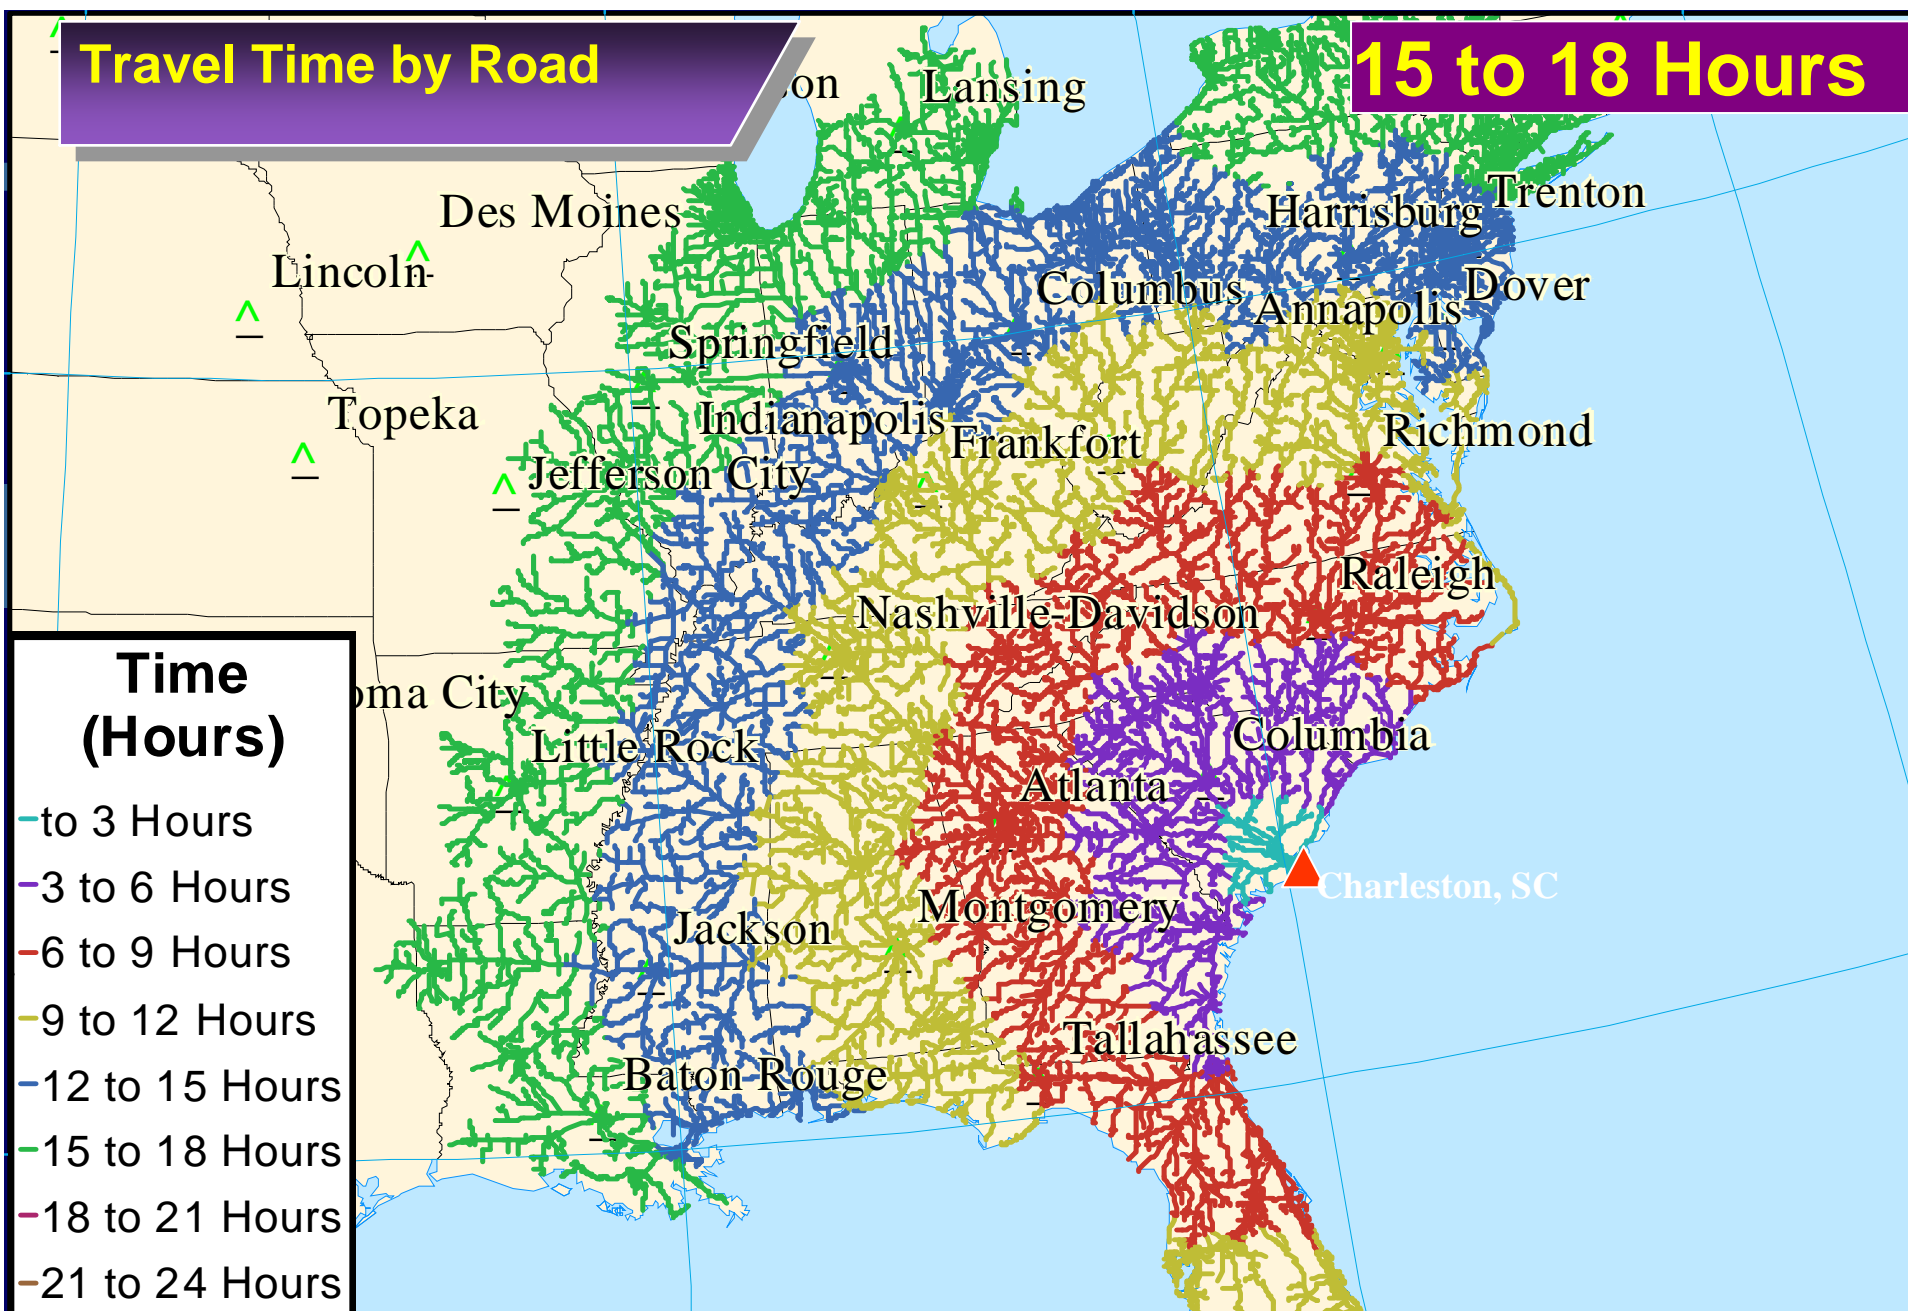 Travel Time by Road
15 to 18 Hours
on
Lansing
Des Moines
Harrisburg
Trenton
Lincoln
Columbus
Annapolis
Dover
Springfield
Topeka
Indianapolis
Frankfort
Richmond
Jefferson City
Raleigh
Nashville-Davidson
oma City
Little Rock
Columbia
Atlanta
Charleston, SC
Montgomery
Jackson
Tallahassee
Baton Rouge
Time
(Hours)
to 3 Hours
3 to 6 Hours
6 to 9 Hours
9 to 12 Hours
12 to 15 Hours
15 to 18 Hours
18 to 21 Hours
21 to 24 Hours